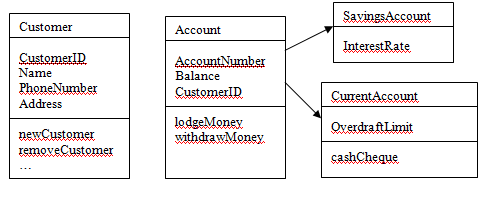 Customer
CustomerID
Name
PhoneNumber
Address
newCustomer
removeCustomer
…
Account
AccountNumber
Balance
CustomerID
lodgeMoney
withdrawMoney
SavingsAccount
InterestRate
CurrentAccount
OverdraftLimit
cashCheque